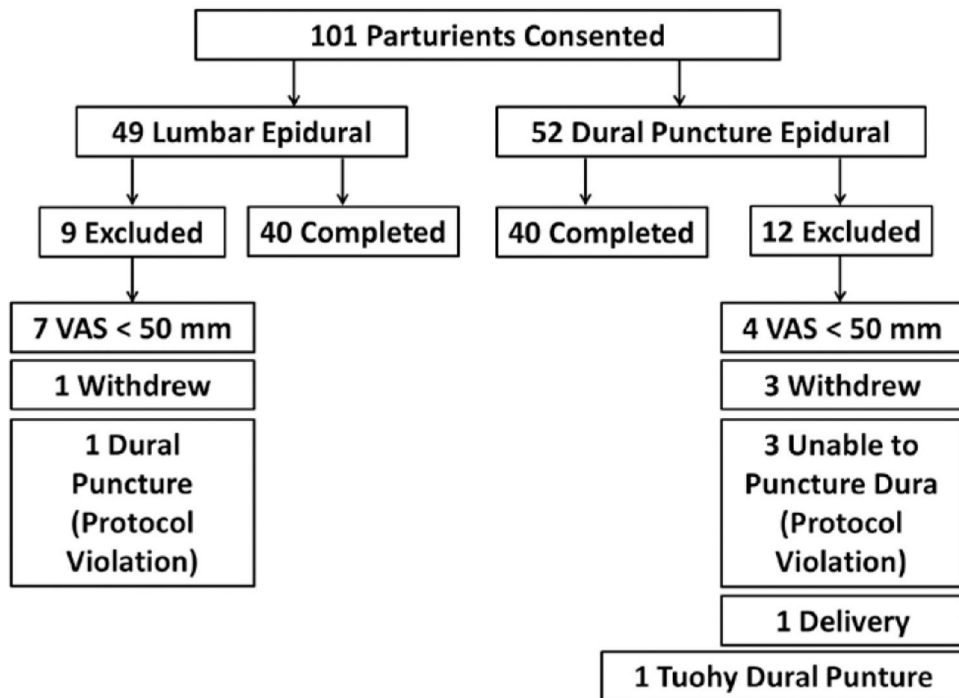 101 Parturients Consented
49 Lumbar Epidural
52 Dural Puncture Epidural
9 Excluded
40 Completed
40 Completed
12 Excluded
7 VAS < 50 mm
1 Withdrew
1 Dural
Puncture
(Protocol
Violation)
4 VAS < 50 mm
3 Withdrew
3 Unable to
Puncture Dura
(Protocol
Violation)
1 Delivery
1 Tuohy Dural Punture